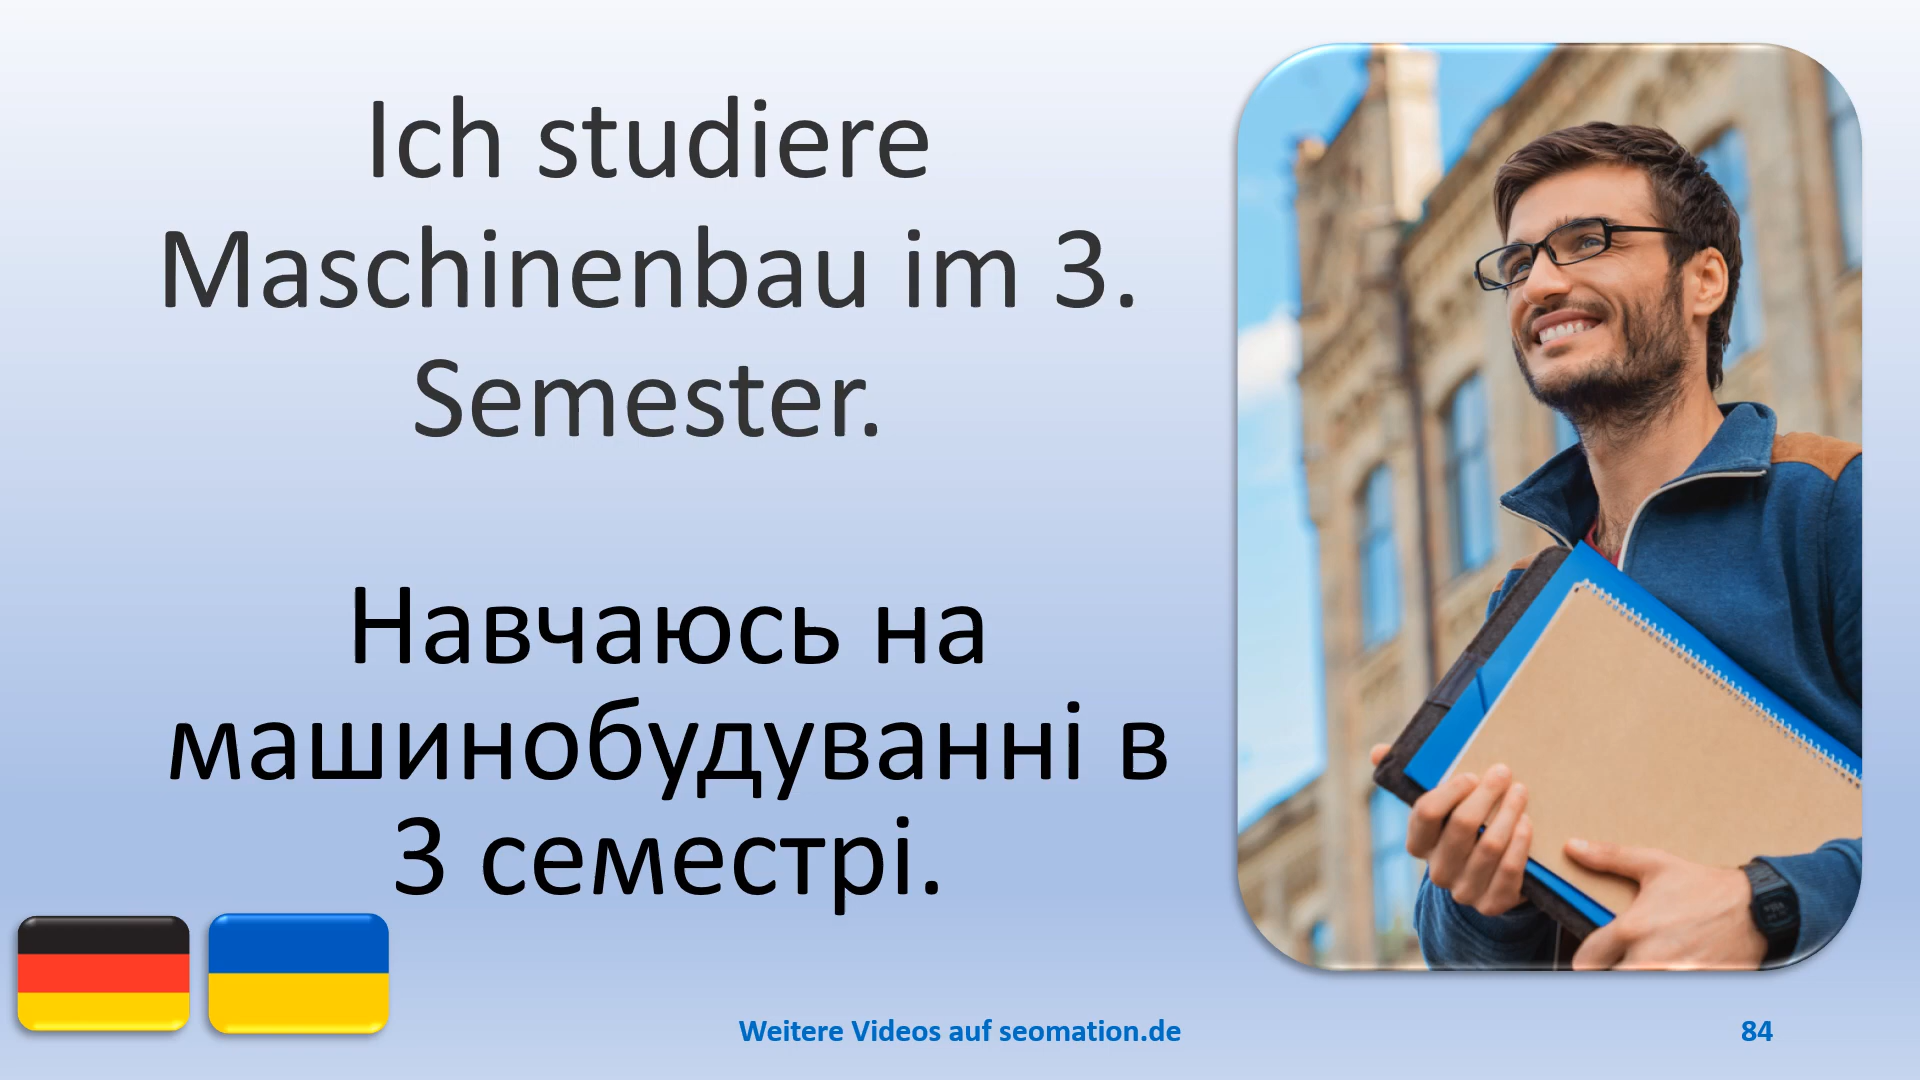 Ich studiere
Maschinenbau im 3.
Semester.
Навчаюсь на
машинобудуванні в
3 семестрі.
Weitere Videos auf seomation.de
84